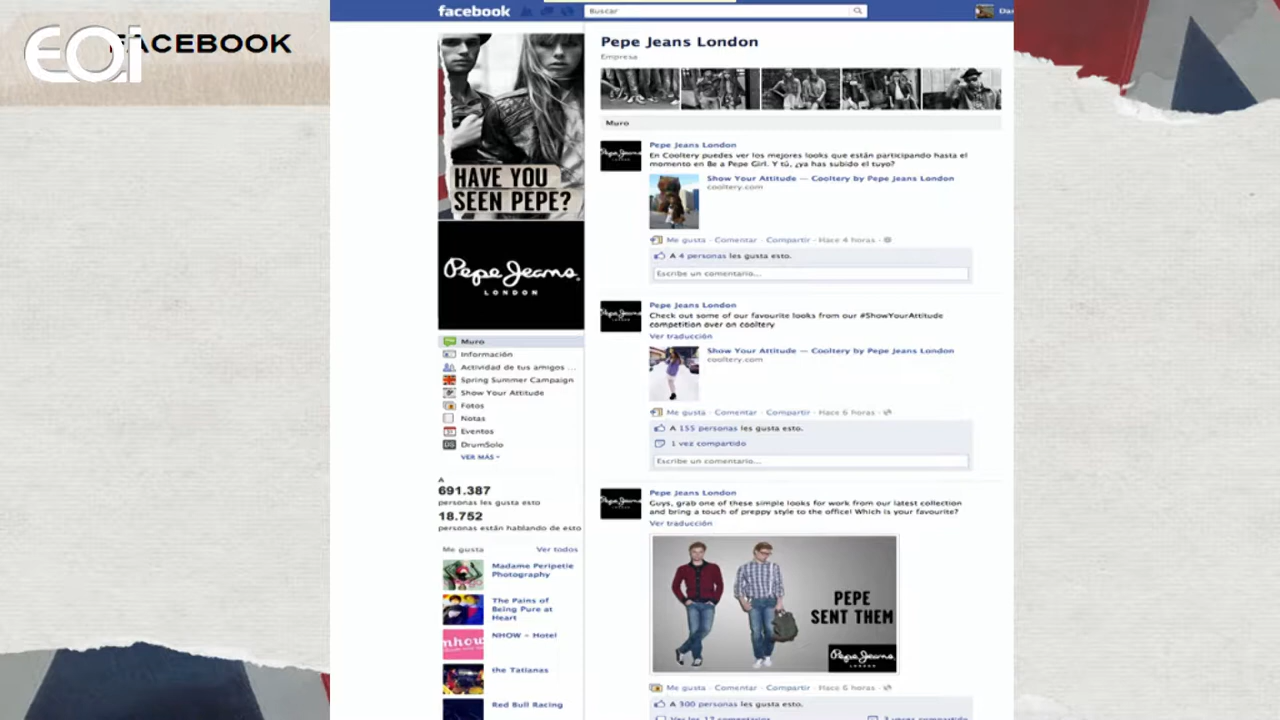 EOi
FACEBOOK
facebook
Buscar
HAVE YOU
SEEN PEPE?
Pepe Jeans
LONDON
Muro
Información
Actividad de tus amigos ...
Spring Summer Campaign
Show Your Attitude
Fotos
Notas
Eventos
DrumSolo
VER MÁS
A
691.387
personas les gusta esto
18.752
personas están hablando de esto
Me gusta Ver todos
Madame Peripetie
Photography
The Pains of
Being Pure at
Heart
nhow
NHOW - Hotel
the Tatianas
Red Bull Racing
Pepe Jeans London
Empresa
Muro
Pepe Jeans
Pepe Jeans London
En Cooltery puedes ver los mejores looks que están participando hasta el
momento en Be a Pepe Girl. Y tú, ¿ya has subido el tuyo?
Show Your Attitude — Cooltery by Pepe Jeans London
cooltery.com
Me gusta · Comentar · Compartir · Hace 4 horas ·
A 4 personas les gusta esto.
Escribe un comentario...
Pepe Jeans
Pepe Jeans London
Check out some of our favourite looks from our #ShowYourAttitude
competition over on cooltery
Ver traducción
Show Your Attitude — Cooltery by Pepe Jeans London
cooltery.com
Me gusta · Comentar · Compartir · Hace 6 horas ·
A 155 personas les gusta esto.
1 vez compartido
Escribe un comentario...
Pepe Jeans
Pepe Jeans London
Guys, grab one of these simple looks for work from our latest collection
and bring a touch of preppy style to the office! Which is your favourite?
Ver traducción
PEPE
SENT THEM
Pepe Jeans
LONDON
Me gusta · Comentar · Compartir · Hace 6 horas ·
A 300 personas les gusta esto.